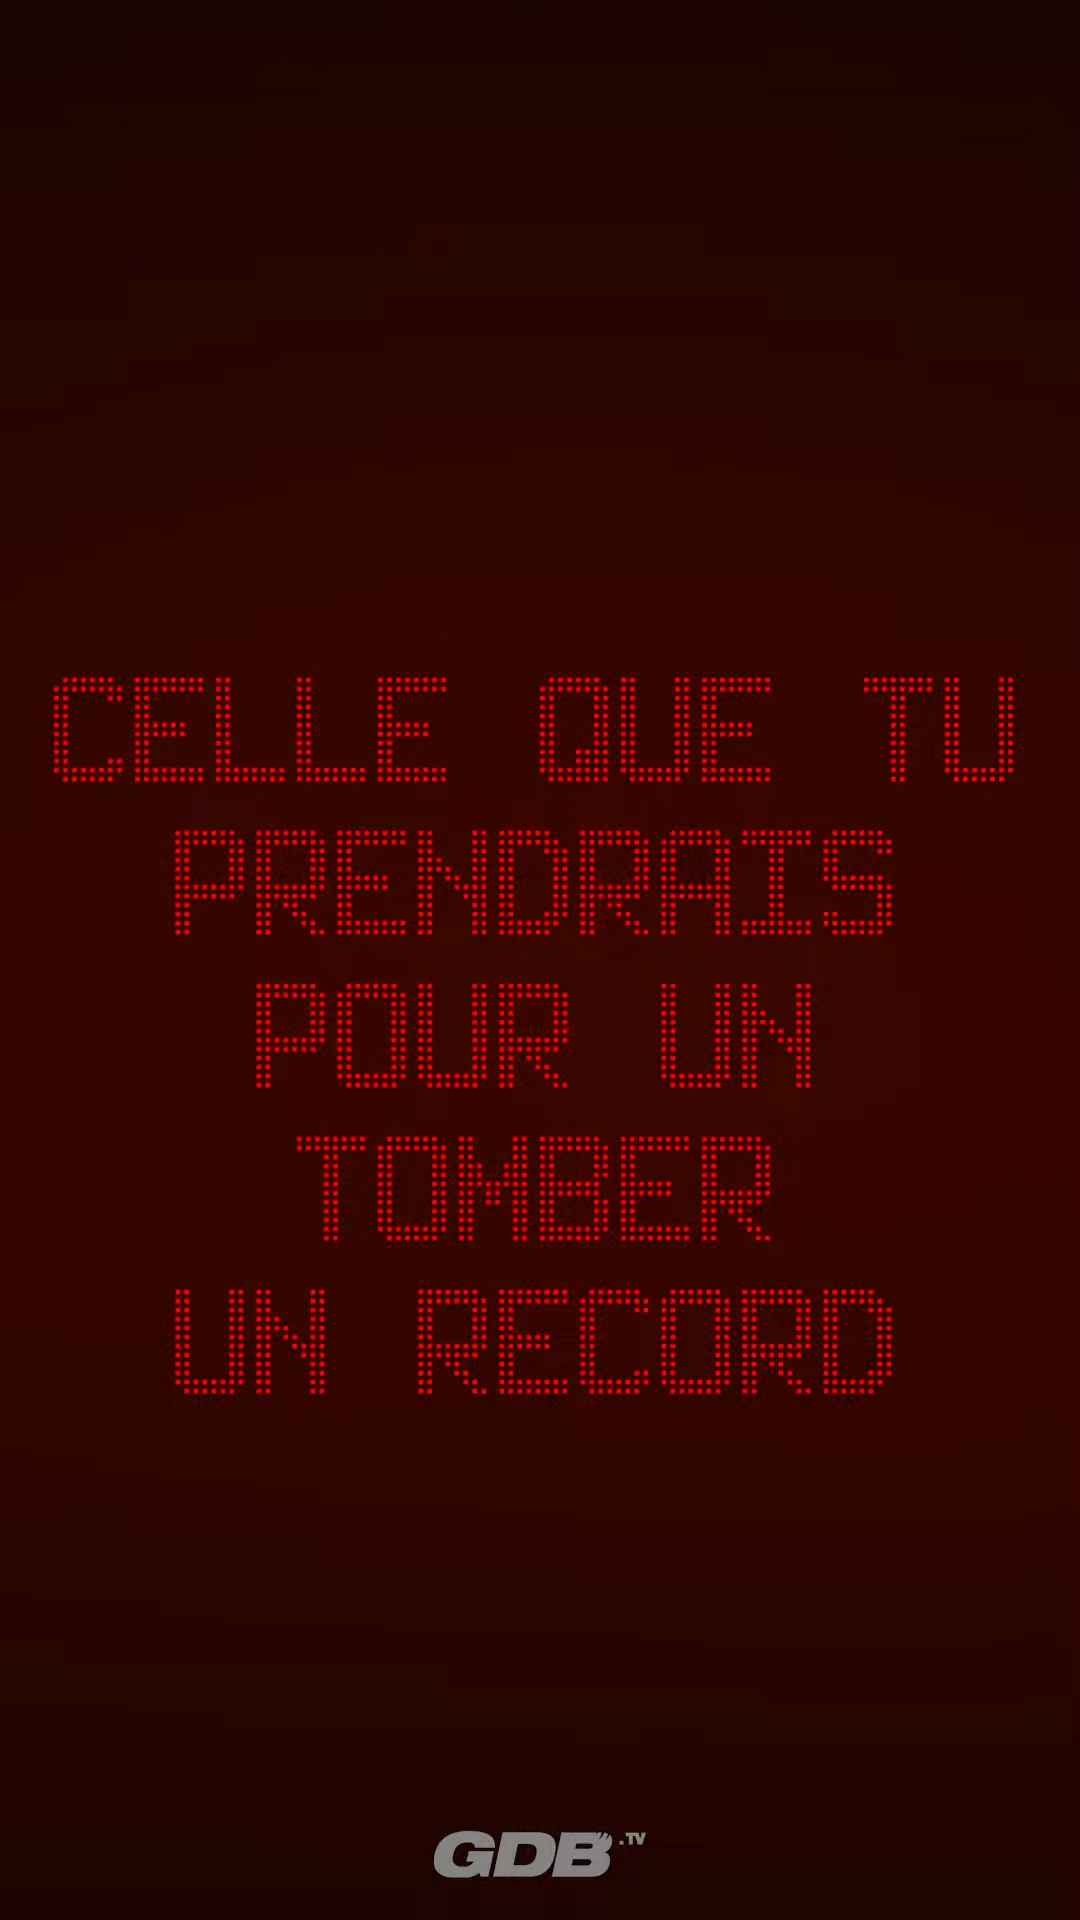 CELLE QUE TU
PRENDRAIS
POUR UN
TOMBER
UN RECORD
GDB.TV